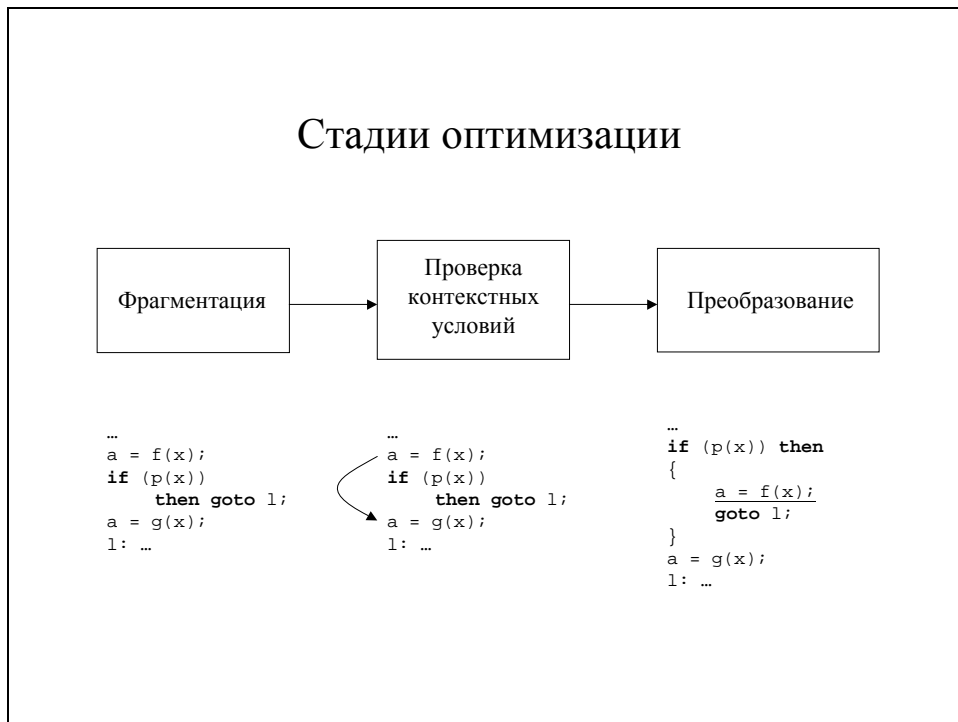 Стадии оптимизации
Фрагментация
Проверка
контекстных
условий
Преобразование
…
a = f(x);
if (p(x))
then goto l;
a = g(x);
l: …
…
a = f(x);
if (p(x))
then goto l;
a = g(x);
l: …
…
if (p(x)) then
{
a = f(x);
goto l;
}
a = g(x);
l: …